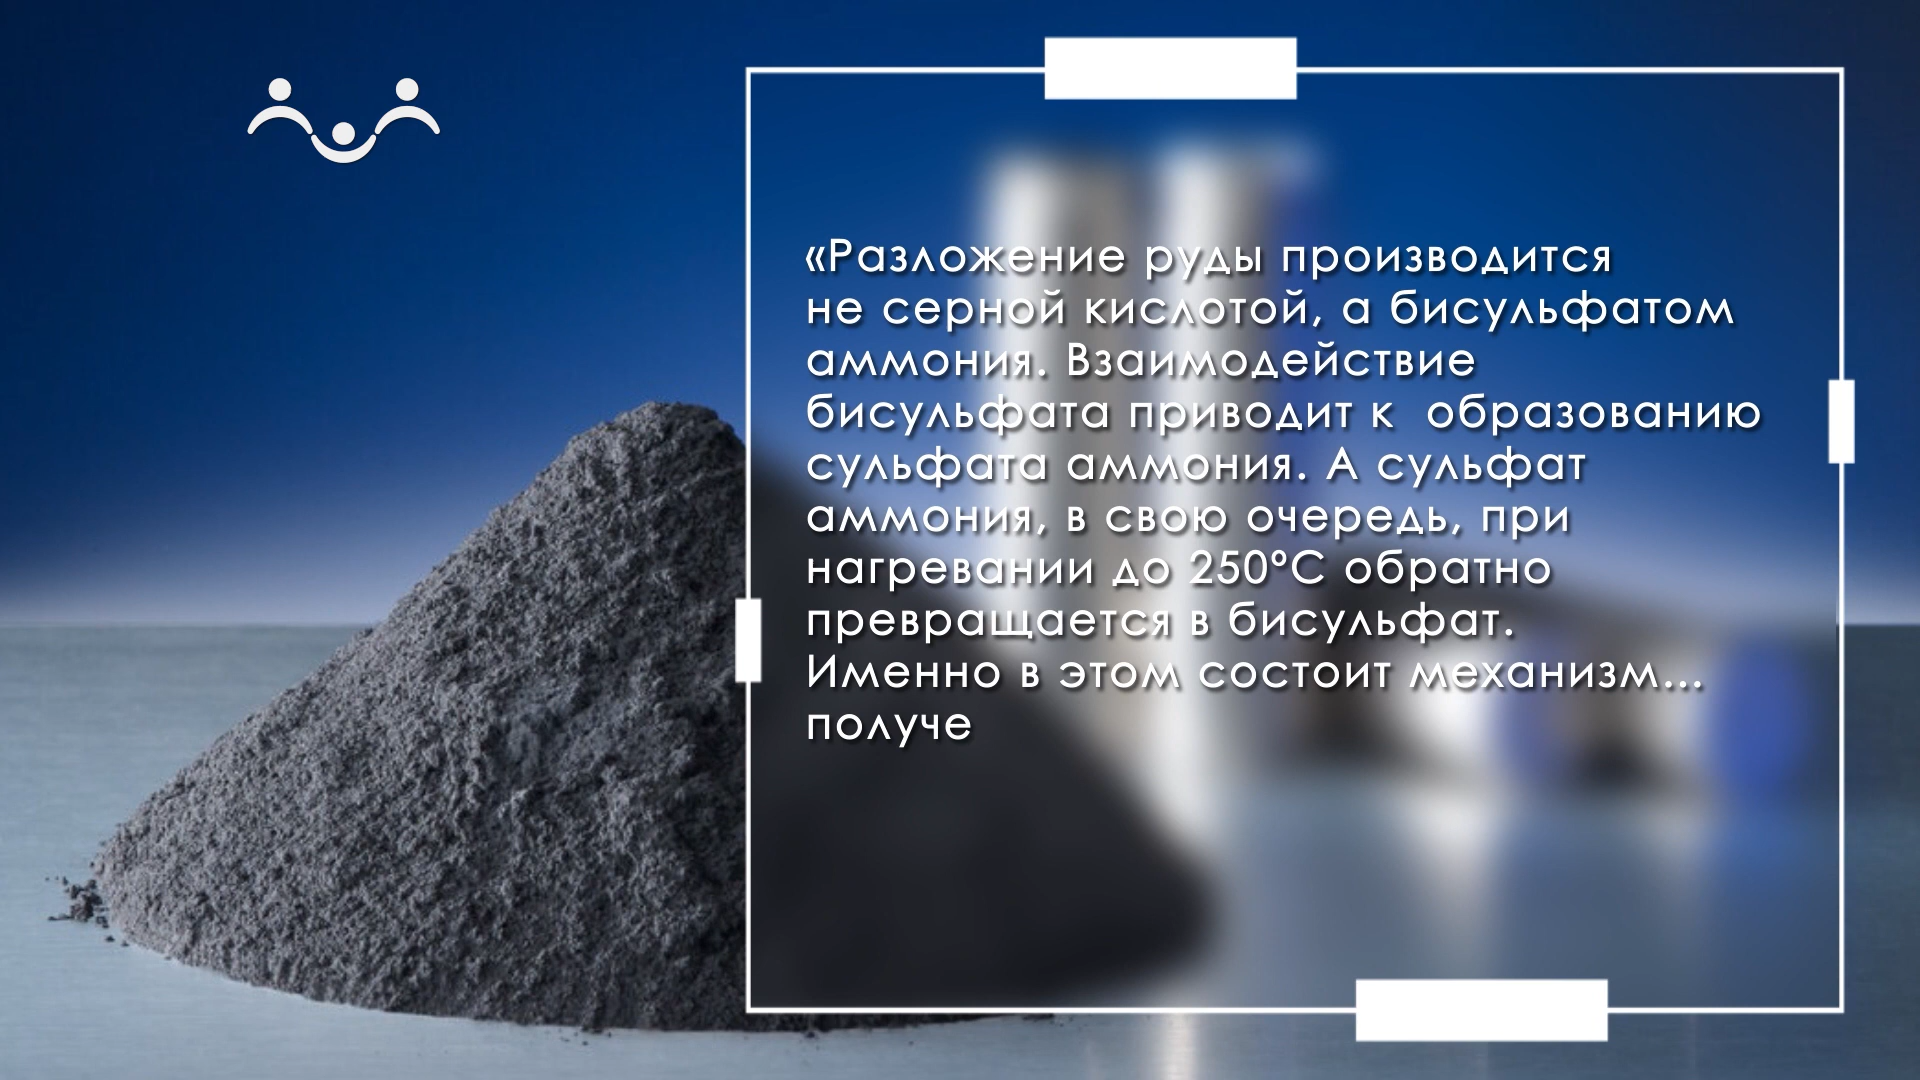 «Разложение руды производится
не серной кислотой, а бисульфатом
аммония. Взаимодействие
бисульфата приводит к  образованию
сульфата аммония. А сульфат
аммония, в свою очередь, при
нагревании до 250°С обратно
превращается в бисульфат.
Именно в этом состоит механизм...
получе